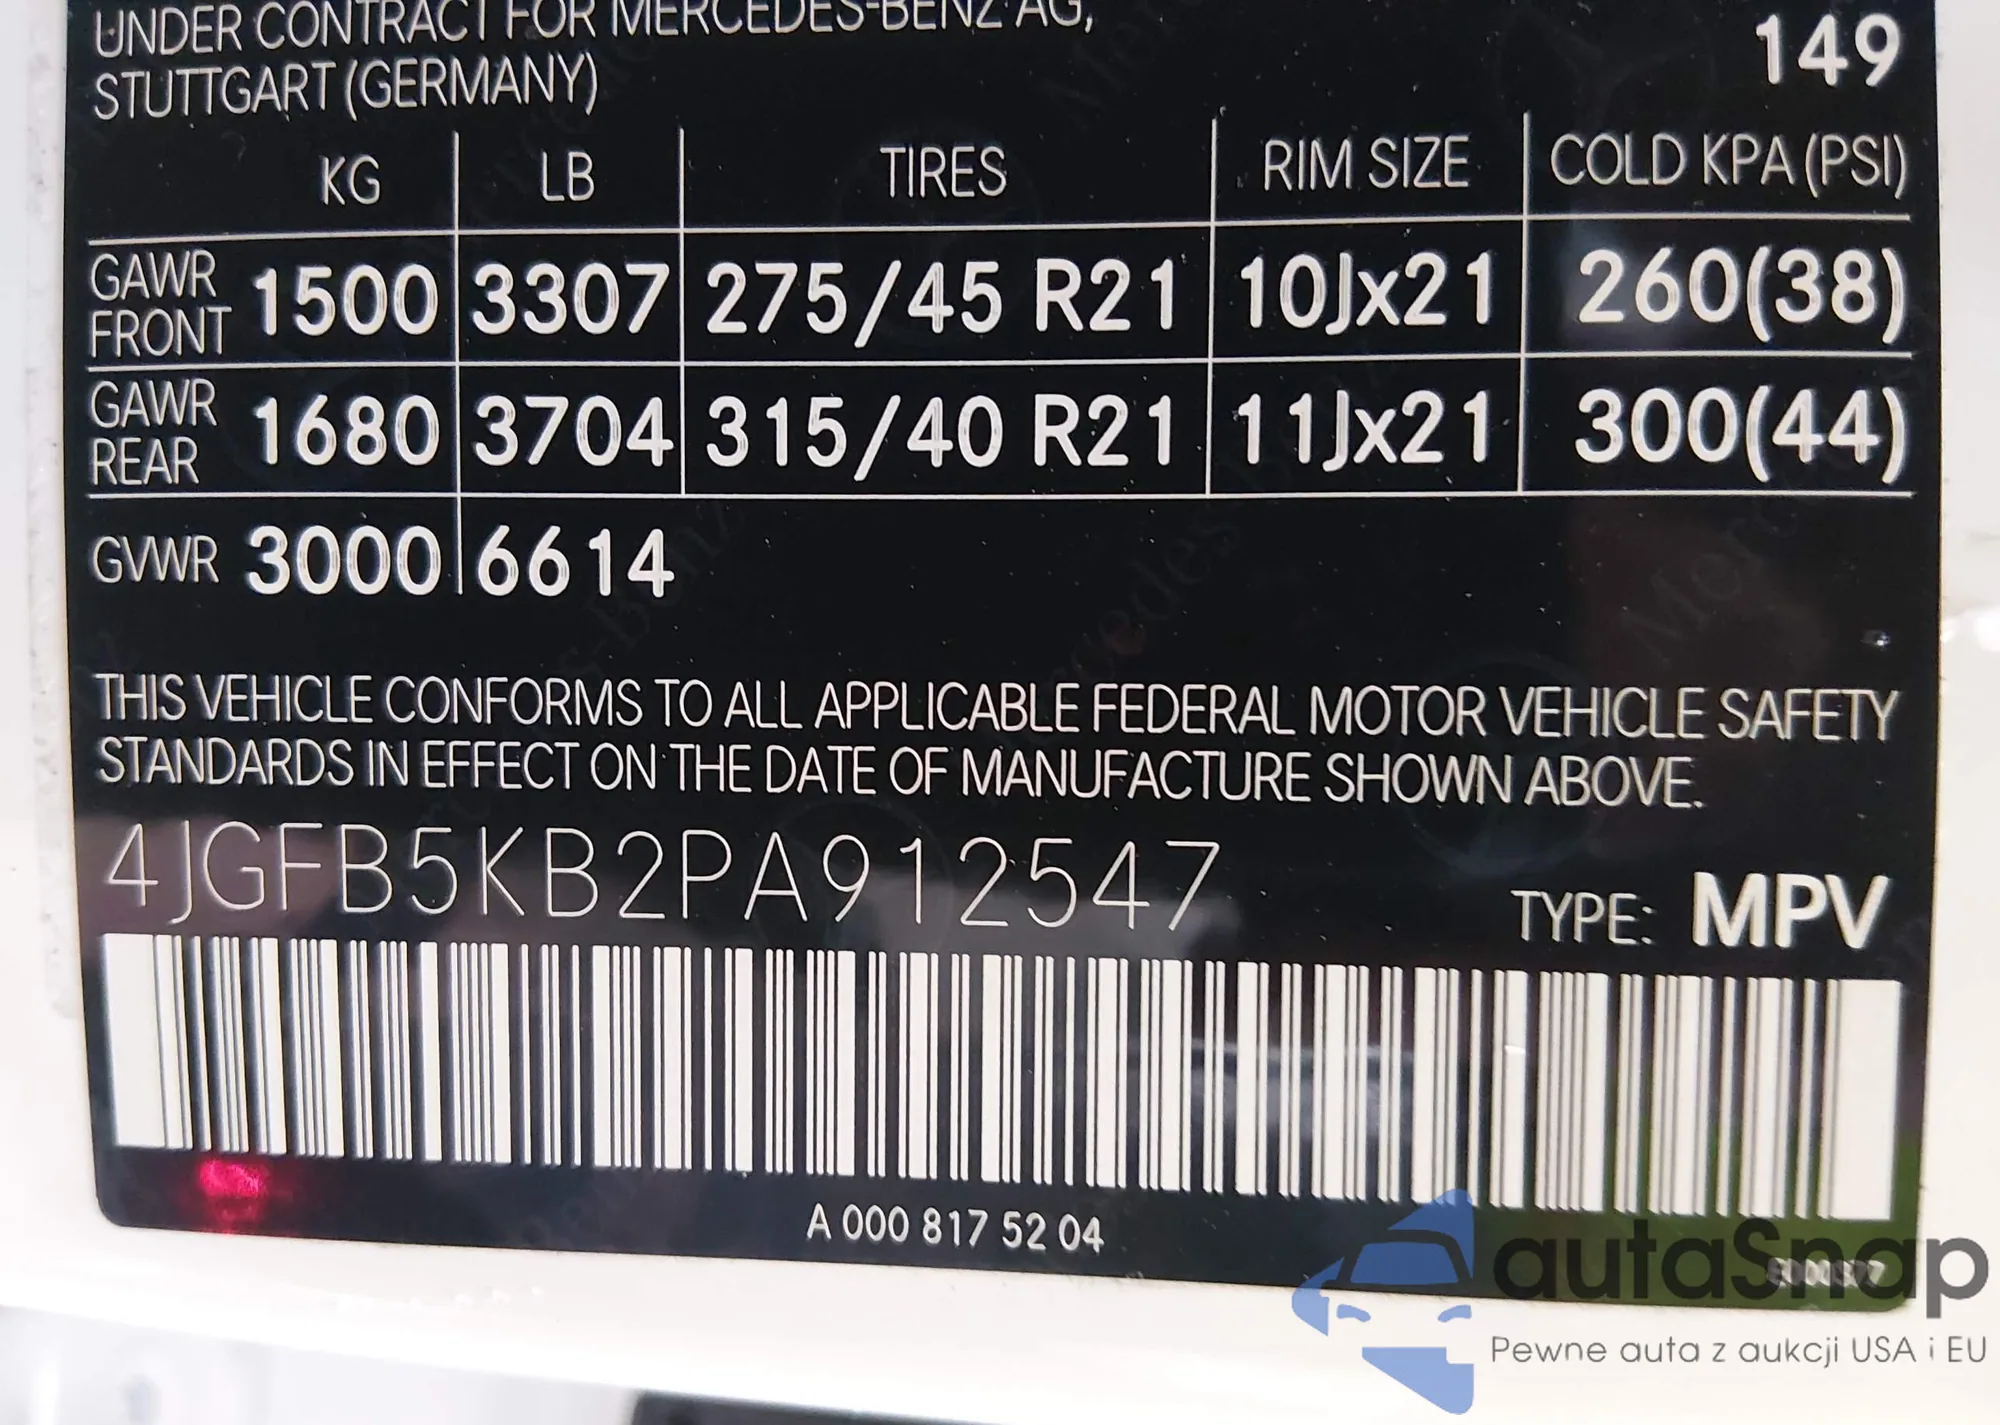 UNDER CONTRACT FOR MERCEDES-BENZ AG,
STUTTGART (GERMANY)
149
KG LB TIRES RIM SIZE COLD KPA (PSI)
GAWR FRONT 1500 3307 275/45 R21 10Jx21 260(38)
GAWR REAR 1680 3704 315/40 R21 11Jx21 300(44)
GVWR 3000 6614
THIS VEHICLE CONFORMS TO ALL APPLICABLE FEDERAL MOTOR VEHICLE SAFETY
STANDARDS IN EFFECT ON THE DATE OF MANUFACTURE SHOWN ABOVE.
4JGFB5KB2PA912547
TYPE: MPV
A 000 817 52 04
autaSnap
Pewne auta z aukcji USA i EU